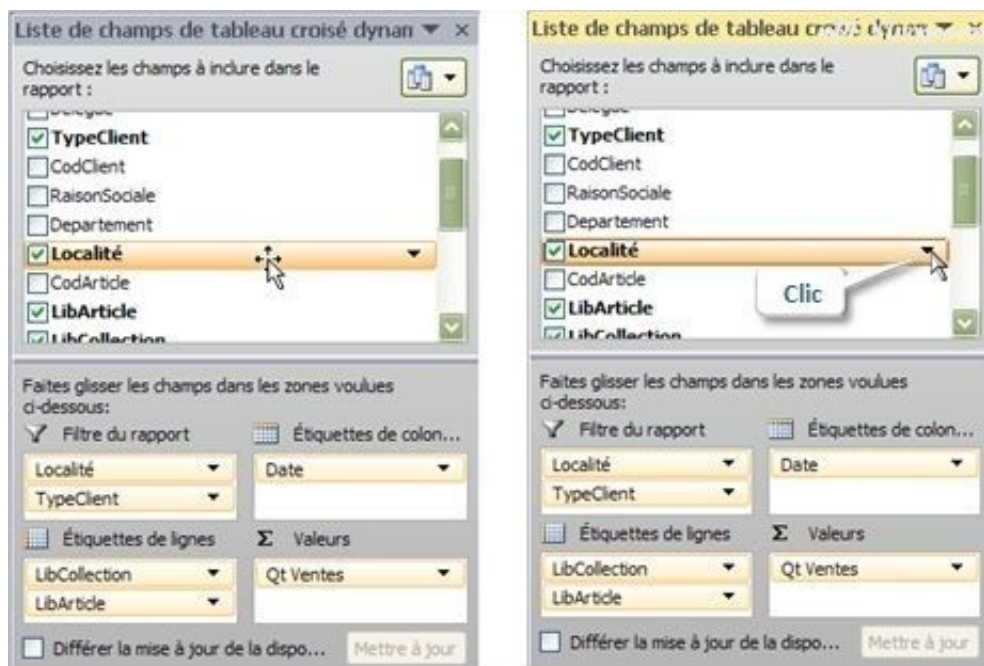 Liste de champs de tableau croisé dynan
Choisissez les champs à inclure dans le
rapport :
TypeClient
CodClient
RaisonSociale
Departement
Localité
CodArticle
LibArticle
LibCollection
Faites glisser les champs dans les zones voulues
ci-dessous:
Filtre du rapport
Étiquettes de colon...
Localité
Date
TypeClient
Étiquettes de lignes
Σ Valeurs
LibCollection
Qt Ventes
LibArticle
Différer la mise à jour de la dispo...
Mettre à jour
Liste de champs de tableau croisé dynan
Choisissez les champs à inclure dans le
rapport :
TypeClient
CodClient
RaisonSociale
Departement
Localité
CodArticle
Clic
LibArticle
LibCollection
Faites glisser les champs dans les zones voulues
ci-dessous:
Filtre du rapport
Étiquettes de colon...
Localité
Date
TypeClient
Étiquettes de lignes
Σ Valeurs
LibCollection
Qt Ventes
LibArticle
Différer la mise à jour de la dispo...
Mettre à jour